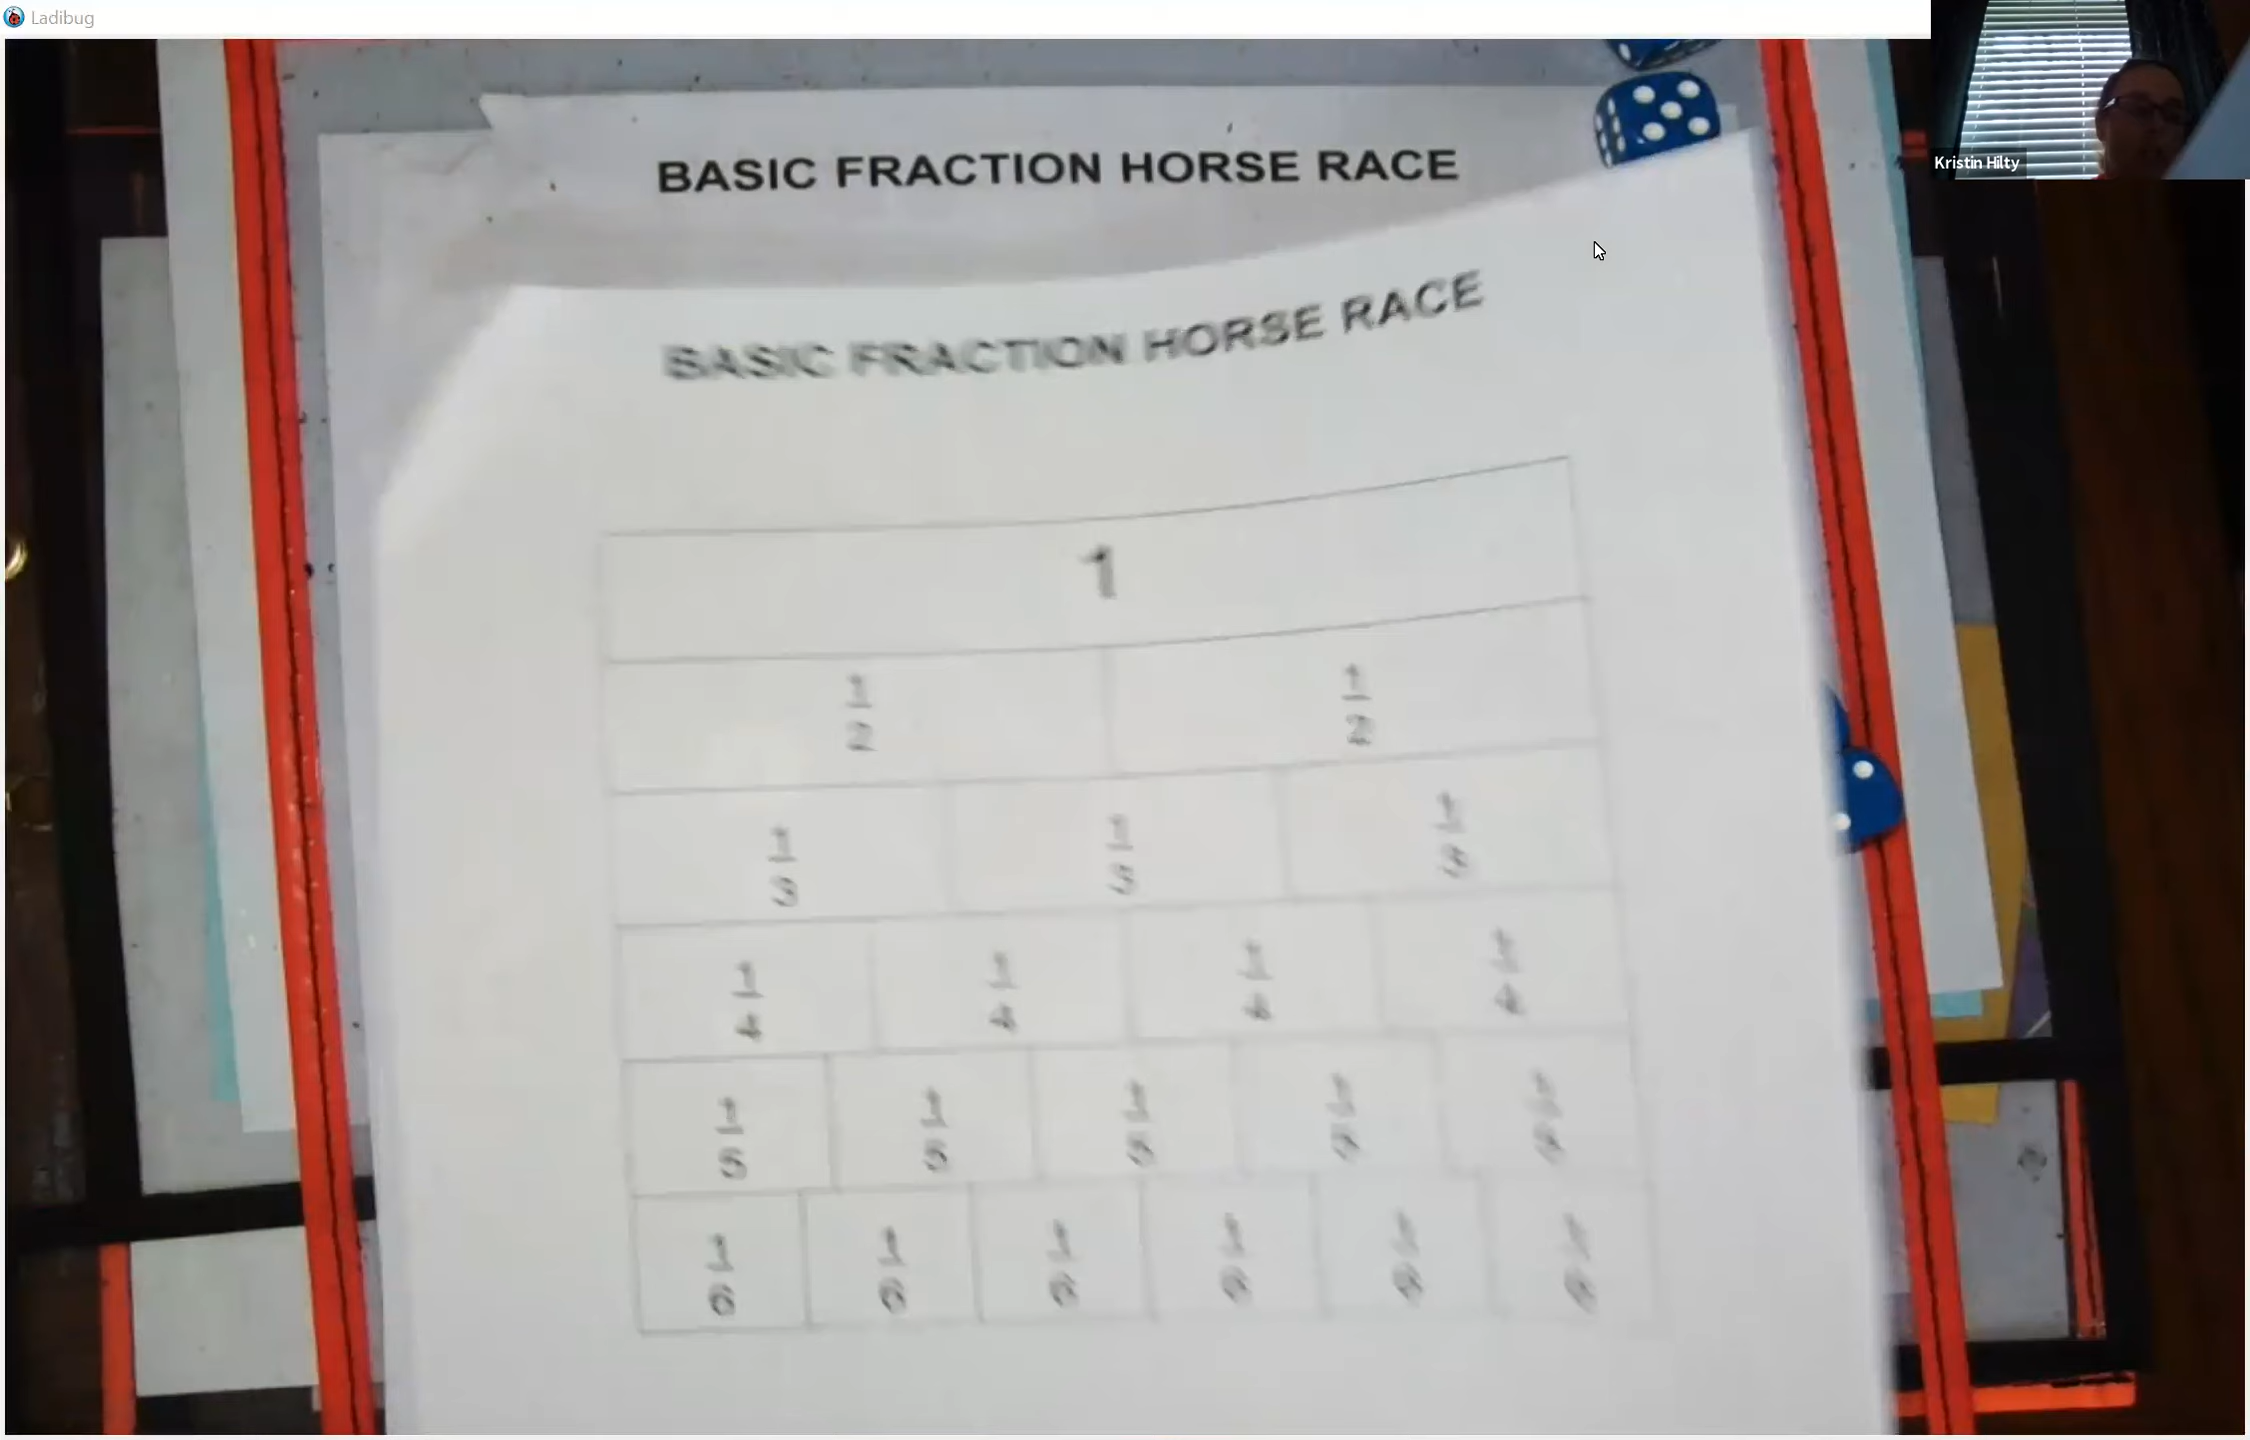 Ladibug
Kristin Hilty
BASIC FRACTION HORSE RACE
BASIC FRACTION HORSE RACE
1
1/2 1/2
1/3 1/3 1/3
1/4 1/4 1/4 1/4
1/5 1/5 1/5 1/5 1/5
1/6 1/6 1/6 1/6 1/6 1/6